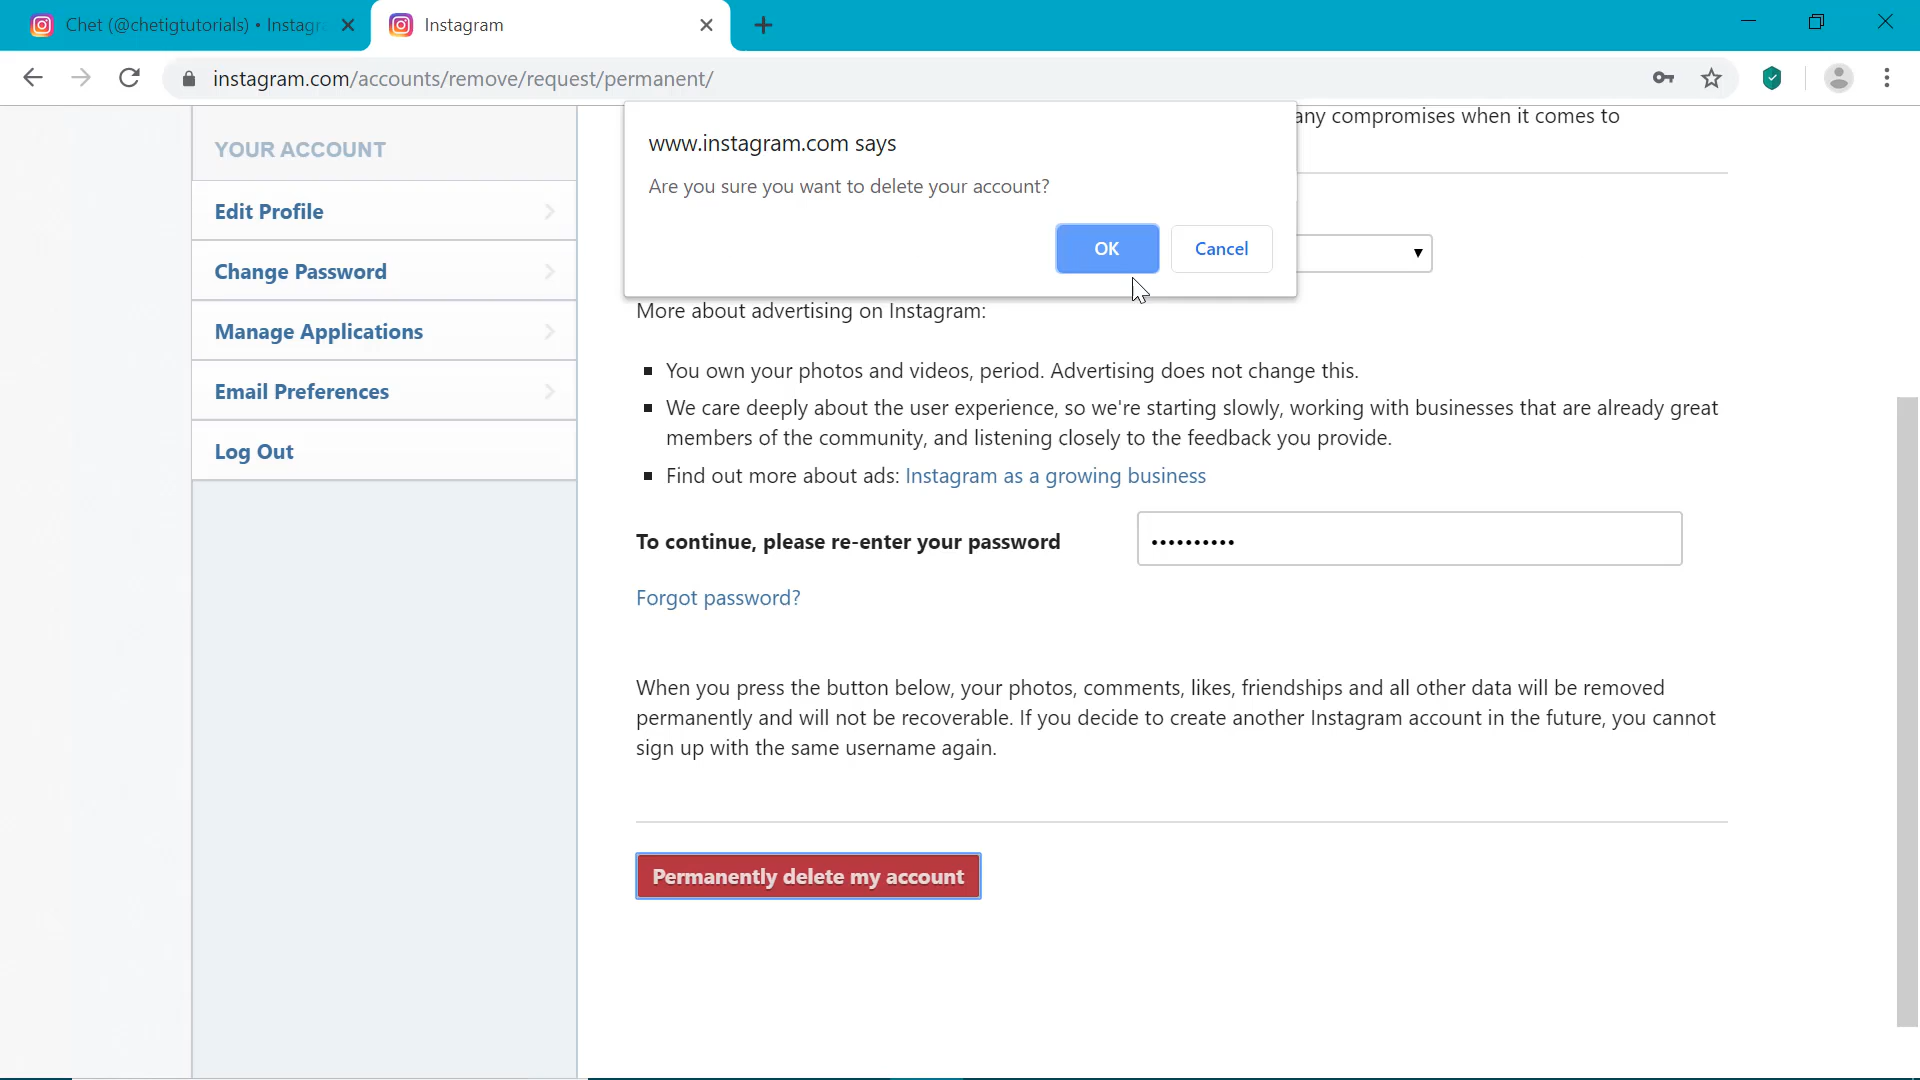 Chet (@chetigtutorials) • Instagr
Instagram
instagram.com/accounts/remove/request/permanent/
YOUR ACCOUNT
Edit Profile
Change Password
Manage Applications
Email Preferences
Log Out
any compromises when it comes to
www.instagram.com says
Are you sure you want to delete your account?
OK
Cancel
More about advertising on Instagram:
You own your photos and videos, period. Advertising does not change this.
We care deeply about the user experience, so we're starting slowly, working with businesses that are already great
members of the community, and listening closely to the feedback you provide.
Find out more about ads: Instagram as a growing business
To continue, please re-enter your password
••••••••••
Forgot password?
When you press the button below, your photos, comments, likes, friendships and all other data will be removed
permanently and will not be recoverable. If you decide to create another Instagram account in the future, you cannot
sign up with the same username again.
Permanently delete my account